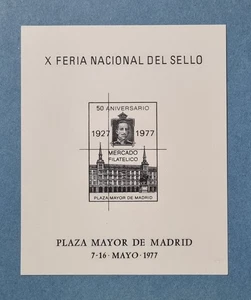 X FERIA NACIONAL DEL SELLO
50 ANIVERSARIO
1927 1977
MERCADO
FILATELICO
PLAZA MAYOR DE MADRID
PLAZA MAYOR DE MADRID
7-16-MAYO-1977